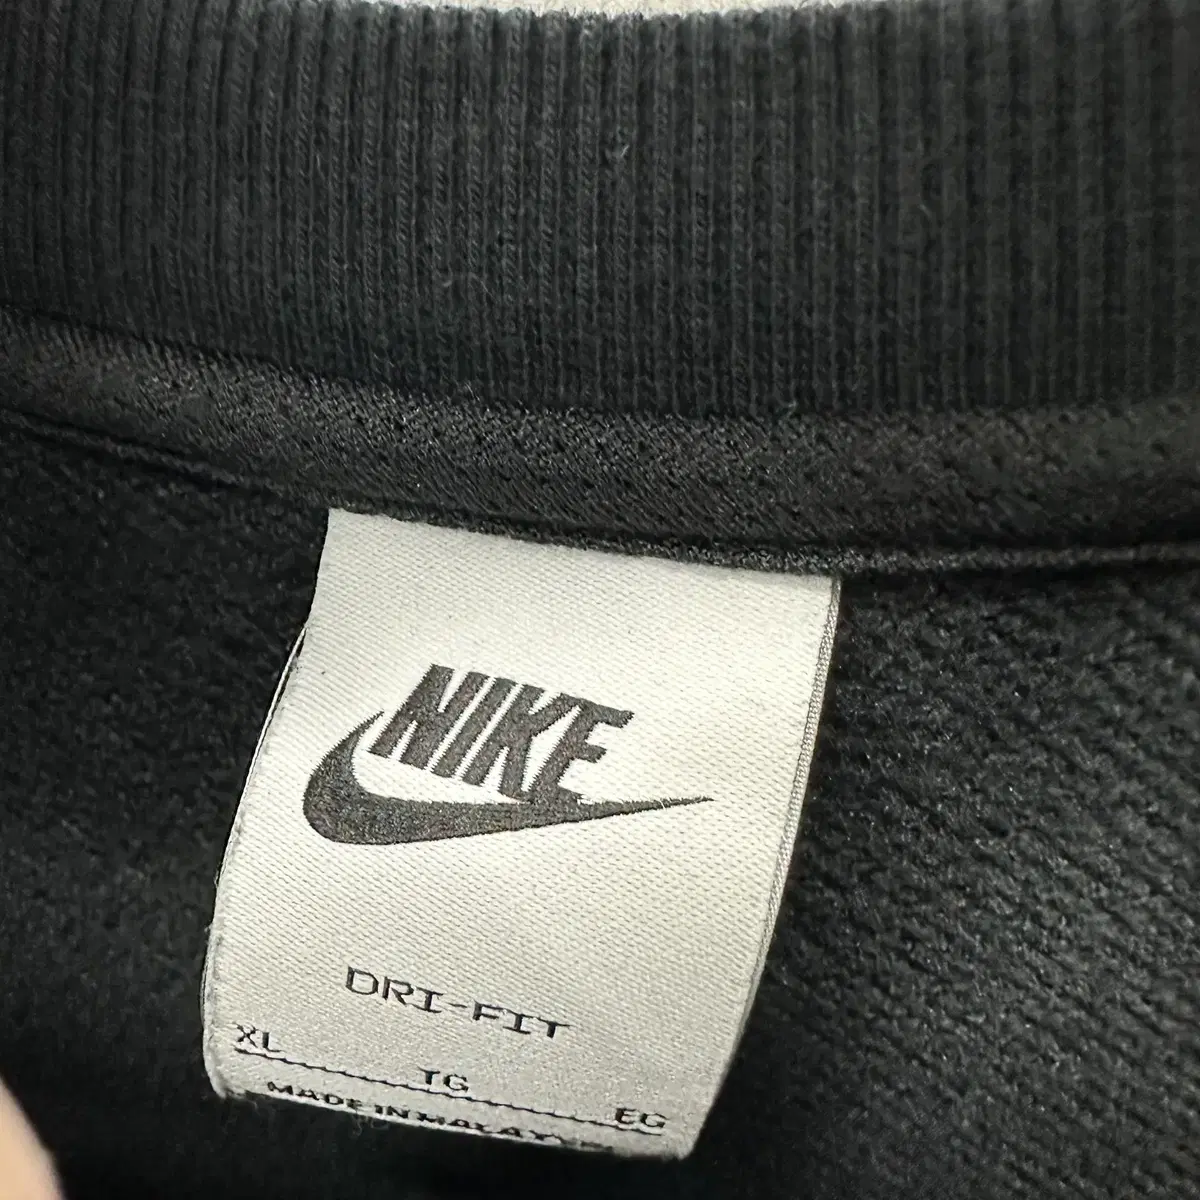 NIKE
DRI-FIT
XL TG EG
MADE IN MALAYSIA